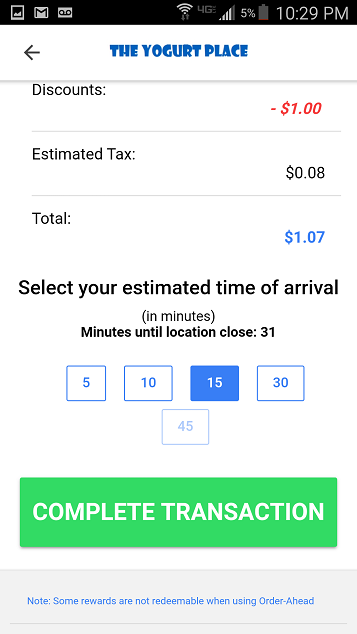 4G 5% 10:29 PM
THE YOGURT PLACE
Discounts:
- $1.00
Estimated Tax:
$0.08
Total:
$1.07
Select your estimated time of arrival
(in minutes)
Minutes until location close: 31
5 10 15 30
45
COMPLETE TRANSACTION
Note: Some rewards are not redeemable when using Order-Ahead